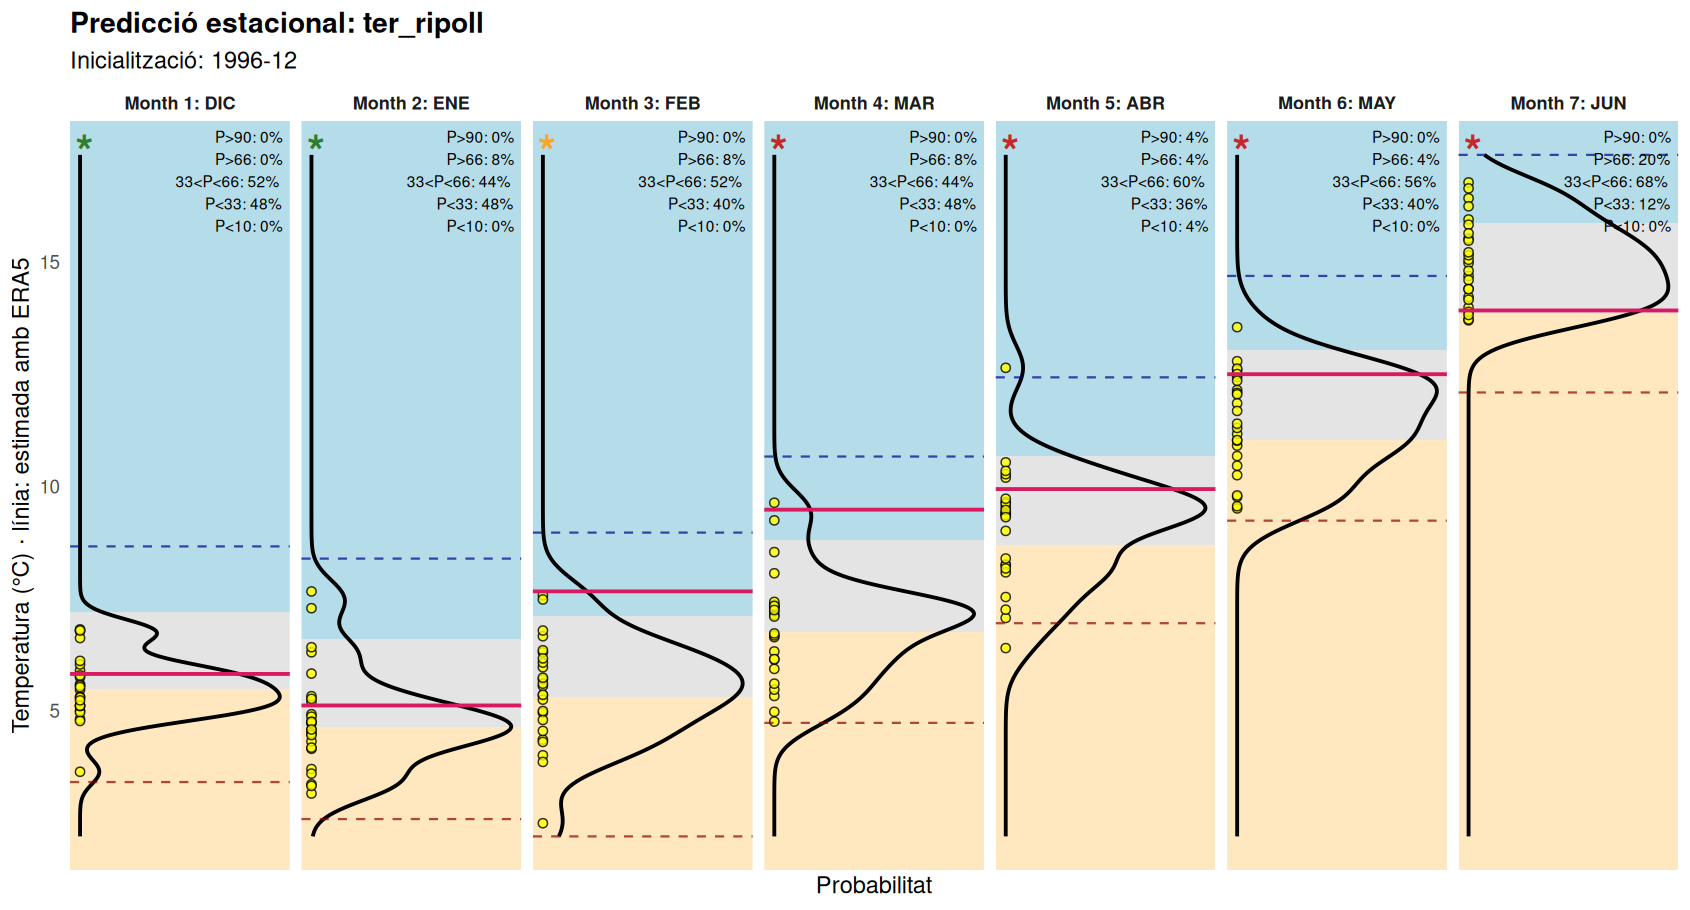 Predicció estacional: ter_ripoll
Inicialització: 1996-12
Month 1: DIC
Month 2: ENE
Month 3: FEB
Month 4: MAR
Month 5: ABR
Month 6: MAY
Month 7: JUN
*
P>90: 0%
P>66: 0%
33<P<66: 52%
P<33: 48%
P<10: 0%
*
P>90: 0%
P>66: 8%
33<P<66: 44%
P<33: 48%
P<10: 0%
*
P>90: 0%
P>66: 8%
33<P<66: 52%
P<33: 40%
P<10: 0%
*
P>90: 0%
P>66: 8%
33<P<66: 44%
P<33: 48%
P<10: 0%
*
P>90: 4%
P>66: 4%
33<P<66: 60%
P<33: 36%
P<10: 4%
*
P>90: 0%
P>66: 4%
33<P<66: 56%
P<33: 40%
P<10: 0%
*
P>90: 0%
P>66: 20%
33<P<66: 68%
P<33: 12%
P<10: 0%
15
10
5
Temperatura (°C) · línia: estimada amb ERA5
Probabilitat